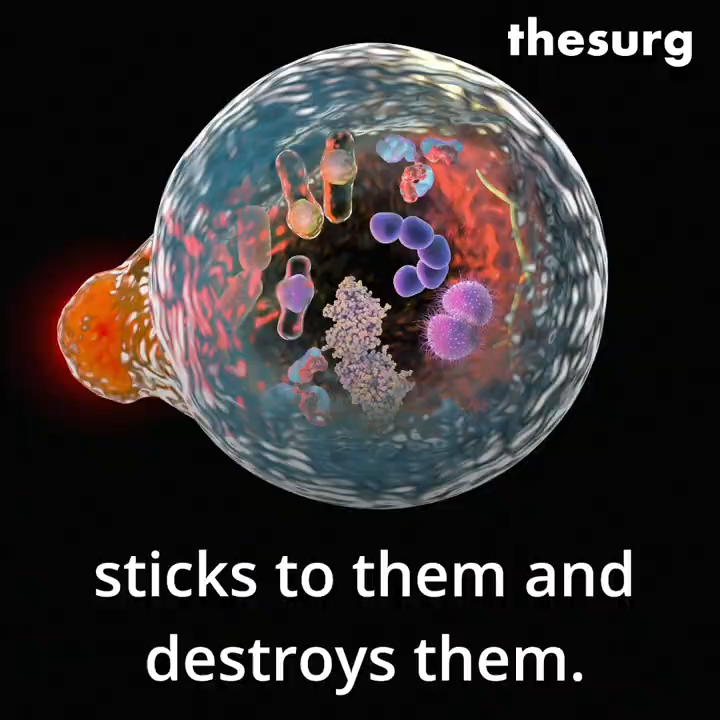 thesurg
sticks to them and
destroys them.